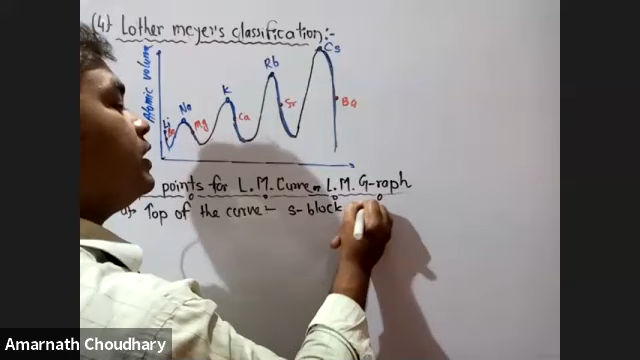 (4) Lother meyer's classification:-
Atomic volume
Li
Na
Mg
K
Ca
Rb
Sr
Cs
Ba
points for L.M. Curve or L.M. Graph
Top of the curve:- s-block
Amarnath Choudhary